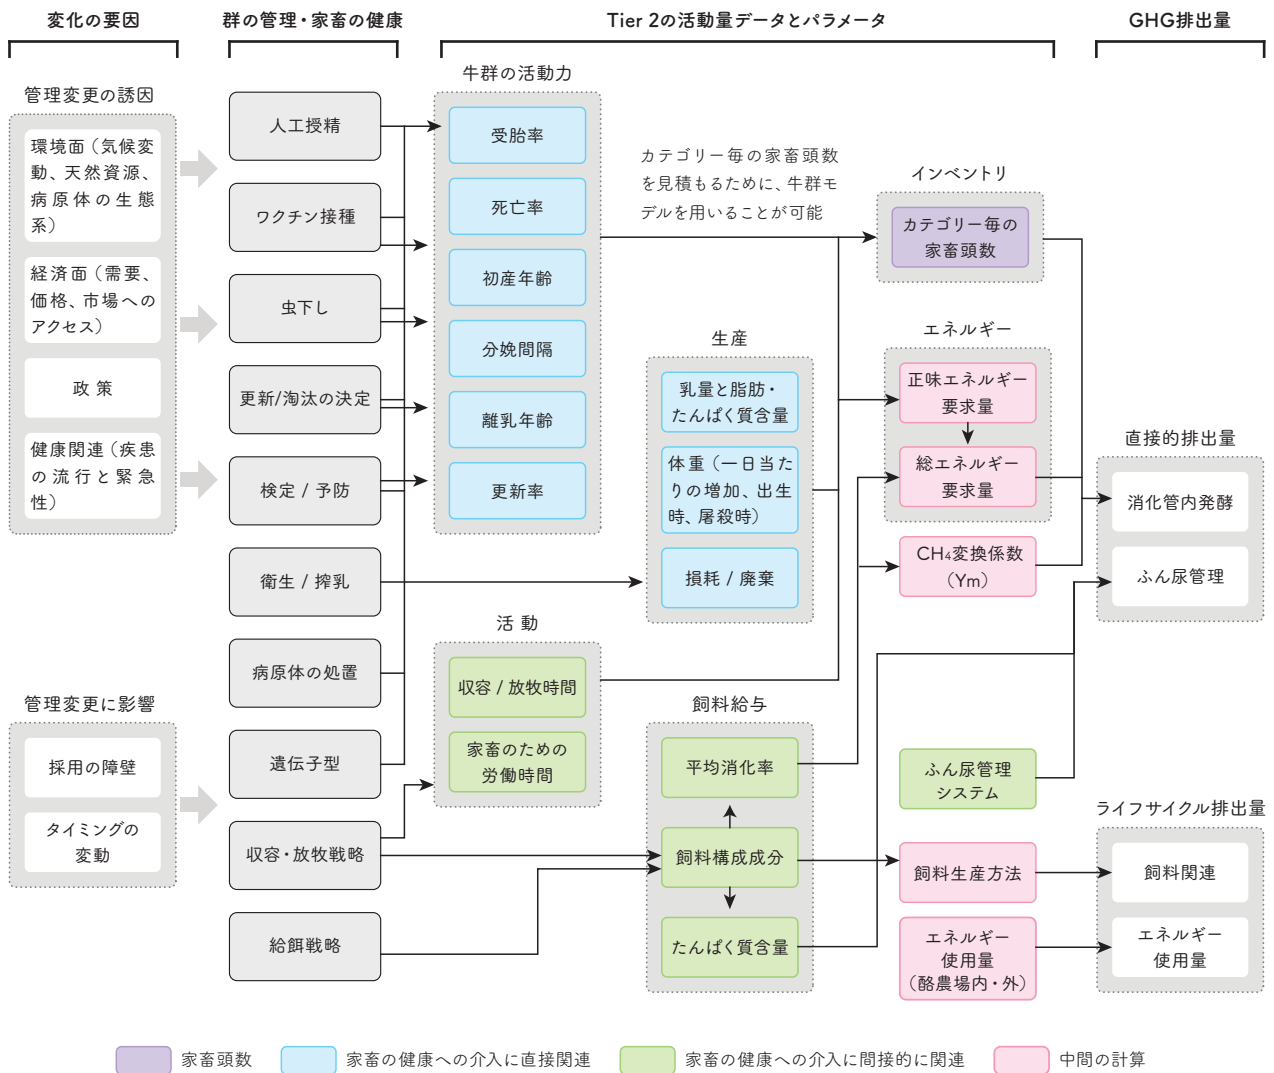 変化の要因
群の管理・家畜の健康
Tier 2の活動量データとパラメータ
GHG排出量
管理変更の誘因
環境面（気候変
動、天然資源、
病原体の生態
系）
経済面（需要、
価格、市場への
アクセス）
政 策
健康関連（疾患
の流行と緊急
性）
管理変更に影響
採用の障壁
タイミングの
変動
人工授精
ワクチン接種
虫下し
更新/淘汰の決定
検定 / 予防
衛生 / 搾乳
病原体の処置
遺伝子型
収容・放牧戦略
給餌戦略
牛群の活動力
受胎率
死亡率
初産年齢
分娩間隔
離乳年齢
更新率
活 動
収容 / 放牧時間
家畜のための
労働時間
カテゴリー毎の家畜頭数
を見積もるために、牛群モ
デルを用いることが可能
生産
乳量と脂肪・
たんぱく質含量
体重（一日当た
りの増加、出生
時、屠殺時）
損耗 / 廃棄
飼料給与
平均消化率
飼料構成成分
たんぱく質含量
インベントリ
カテゴリー毎の
家畜頭数
エネルギー
正味エネルギー
要求量
総エネルギー
要求量
CH₄変換係数
（Ym）
ふん尿管理
システム
飼料生産方法
エネルギー
使用量
（酪農場内・外）
直接的排出量
消化管内発酵
ふん尿管理
ライフサイクル排出量
飼料関連
エネルギー
使用量
家畜頭数
家畜の健康への介入に直接関連
家畜の健康への介入に間接的に関連
中間の計算